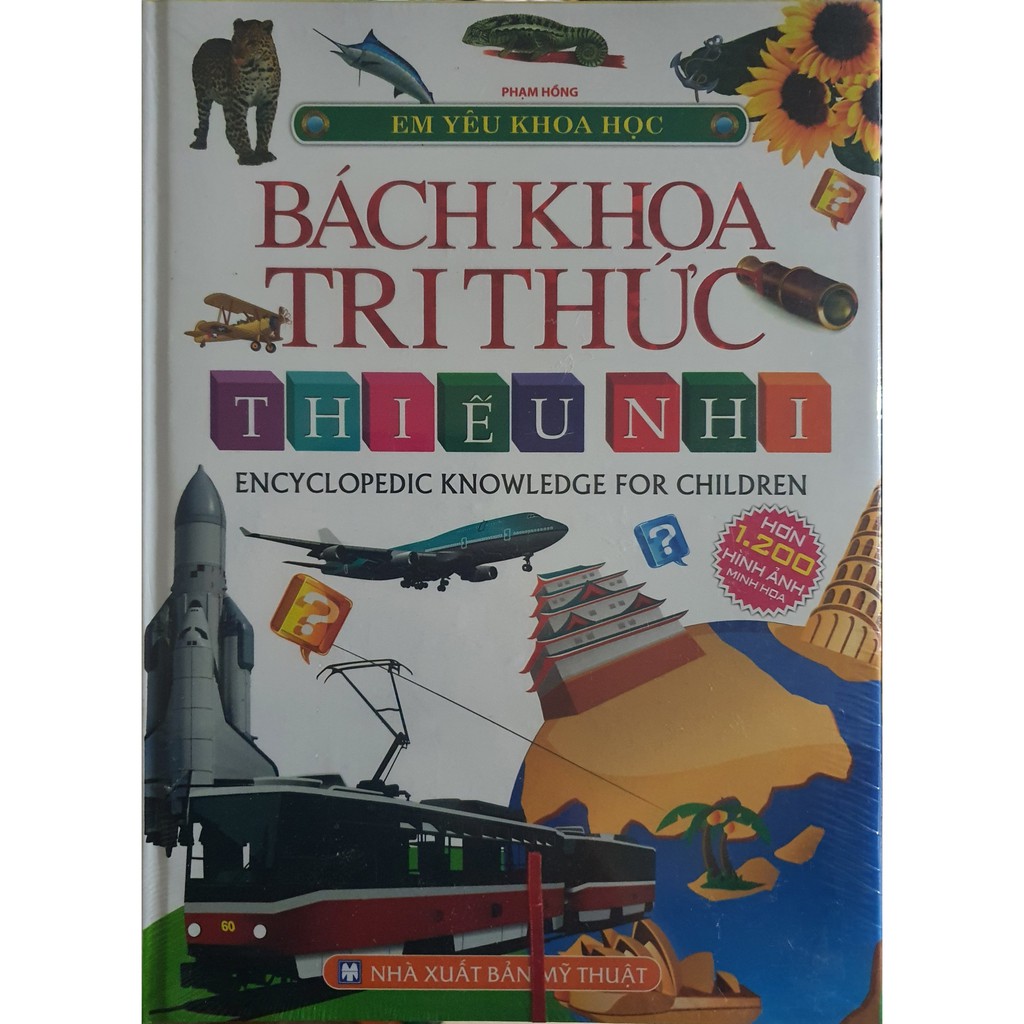 PHẠM HỒNG
EM YÊU KHOA HỌC
BÁCH KHOA
TRI THỨC
THIẾU NHI
ENCYCLOPEDIC KNOWLEDGE FOR CHILDREN
HƠN
1.200
HÌNH ẢNH
MINH HỌA
?
?
?
60
NHÀ XUẤT BẢN MỸ THUẬT